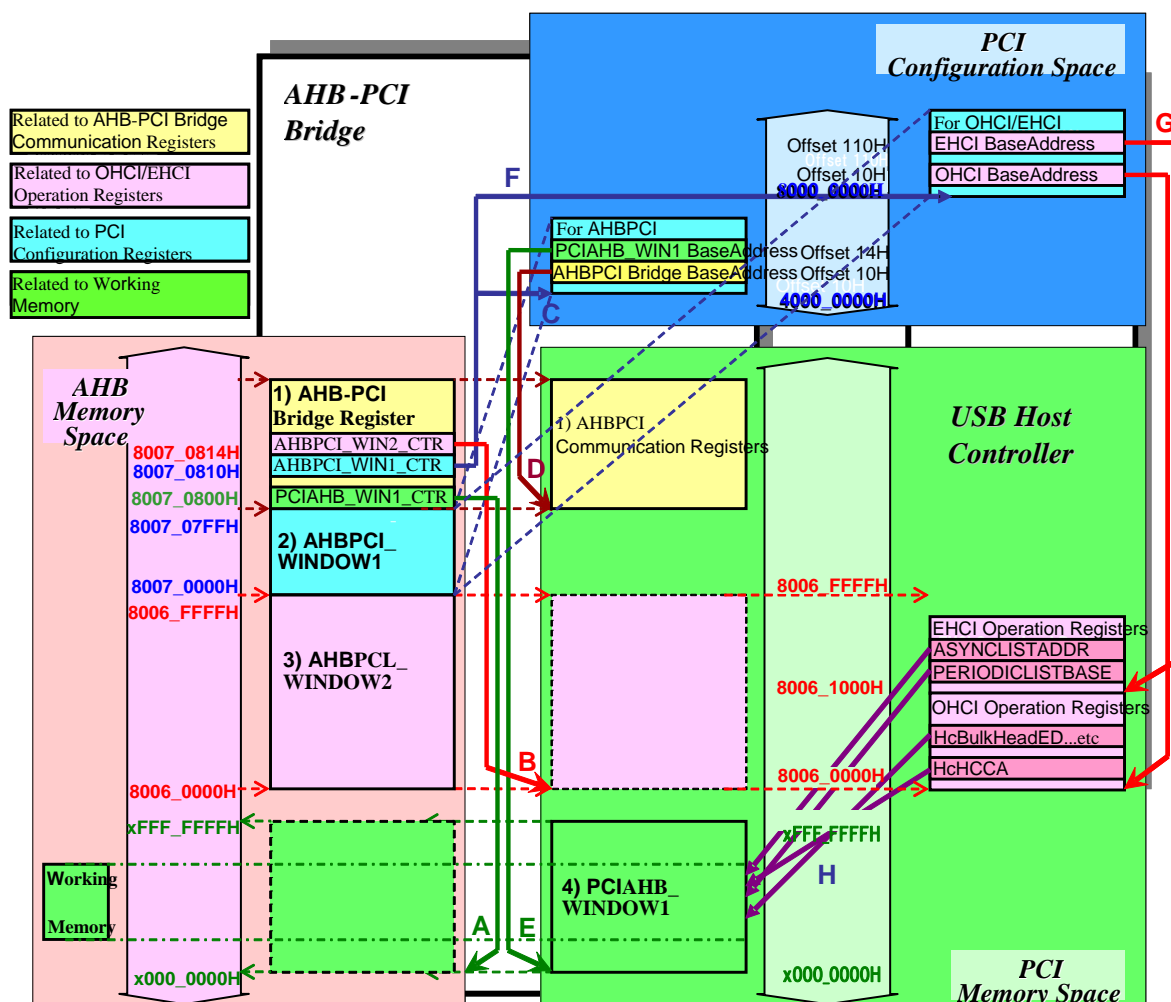 PCI
Configuration Space
AHB -PCI
Bridge
Related to AHB-PCI Bridge
Communication Registers
Related to OHCI/EHCI
Operation Registers
Related to PCI
Configuration Registers
Related to Working
Memory
For OHCI/EHCI
EHCI BaseAddress
OHCI BaseAddress
G
Offset 110H
Offset 10H
8000_0000H
F
For AHBPCI
PCIAHB_WIN1 BaseAddress
AHBPCI Bridge BaseAddress
Offset 14H
Offset 10H
Offset 10H
4000_0000H
C
AHB
Memory
Space
8007_0814H
8007_0810H
8007_0800H
8007_07FFH
8007_0000H
8006_FFFFH
8006_0000H
xFFF_FFFFH
x000_0000H
1) AHB-PCI
Bridge Register
AHBPCI_WIN2_CTR
AHBPCI_WIN1_CTR
PCIAHB_WIN1_CTR
2) AHBPCI_
WINDOW1
3) AHBPCL_
WINDOW2
D
B
A
E
1) AHBPCI
Communication Registers
USB Host
Controller
8006_FFFFH
8006_1000H
8006_0000H
xFFF_FFFFH
x000_0000H
EHCI Operation Registers
ASYNCLISTADDR
PERIODICLISTBASE
OHCI Operation Registers
HcBulkHeadED...etc
HcHCCA
H
4) PCIAHB_
WINDOW1
Working
Memory
PCI
Memory Space